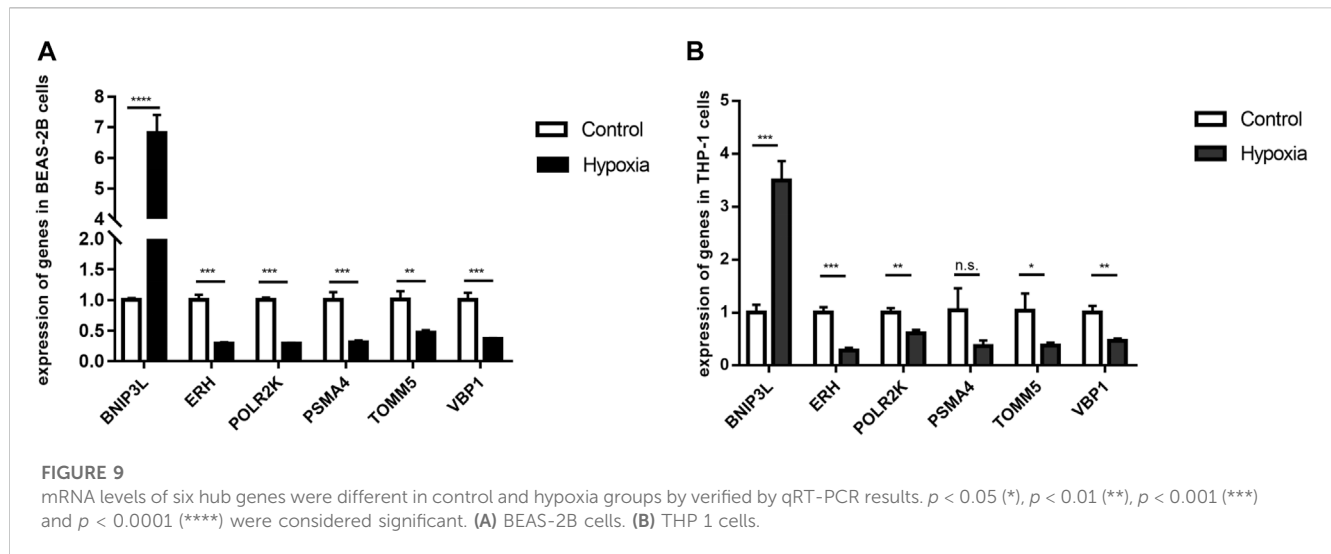 A
expression of genes in BEAS-2B cells
8
7
6
5
4
2.0
1.5
1.0
0.5
0.0
****
***
***
***
**
***
BNIP3L
ERH
POLR2K
PSMA4
TOMM5
VBP1
Control
Hypoxia
B
expression of genes in THP-1 cells
5
4
3
2
1
0
***
***
**
n.s.
*
**
BNIP3L
ERH
POLR2K
PSMA4
TOMM5
VBP1
Control
Hypoxia
FIGURE 9
mRNA levels of six hub genes were different in control and hypoxia groups by verified by qRT-PCR results. p < 0.05 (*), p < 0.01 (**), p < 0.001 (***)
and p < 0.0001 (****) were considered significant. (A) BEAS-2B cells. (B) THP 1 cells.